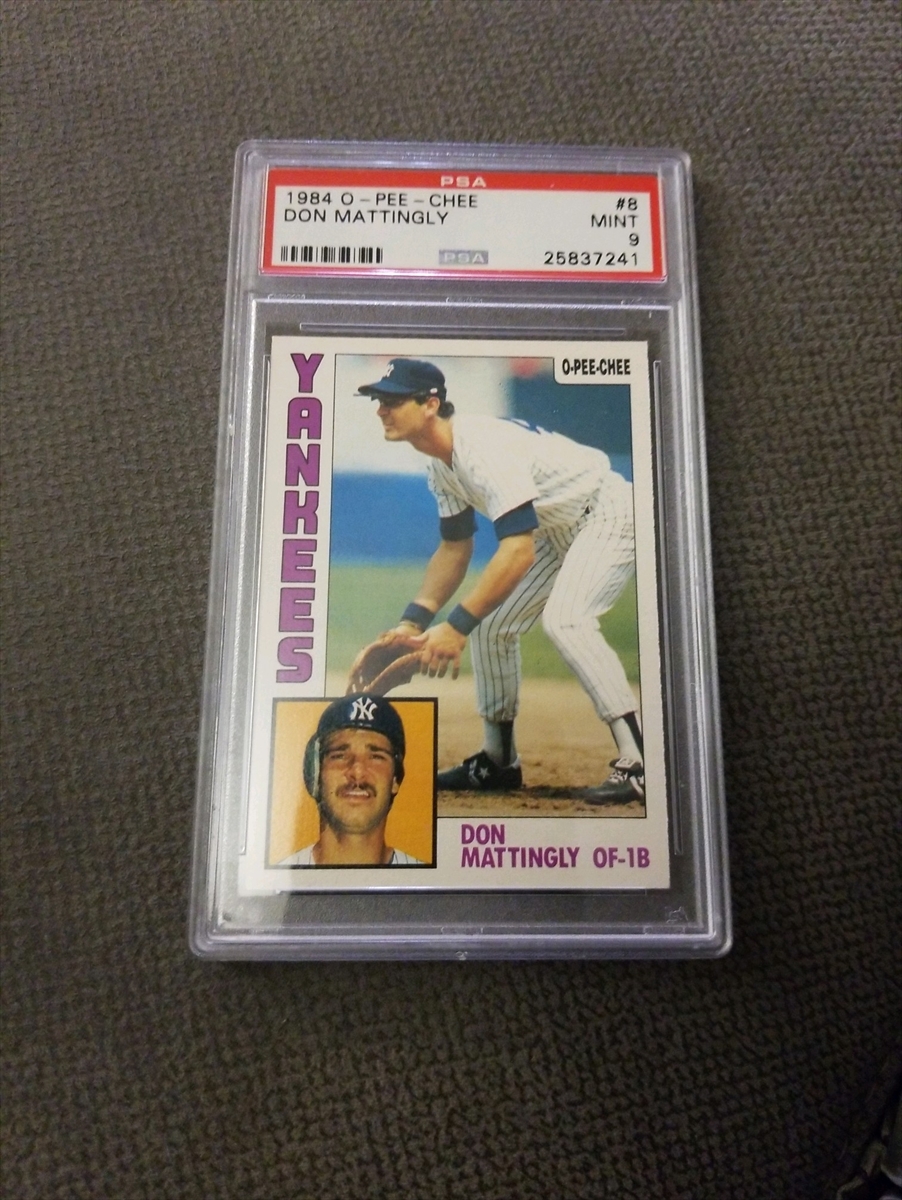 PSA
1984 O-PEE-CHEE #8
DON MATTINGLY MINT
9
PSA 25837241
O-PEE-CHEE
YANKEES
NY
DON
MATTINGLY OF-1B